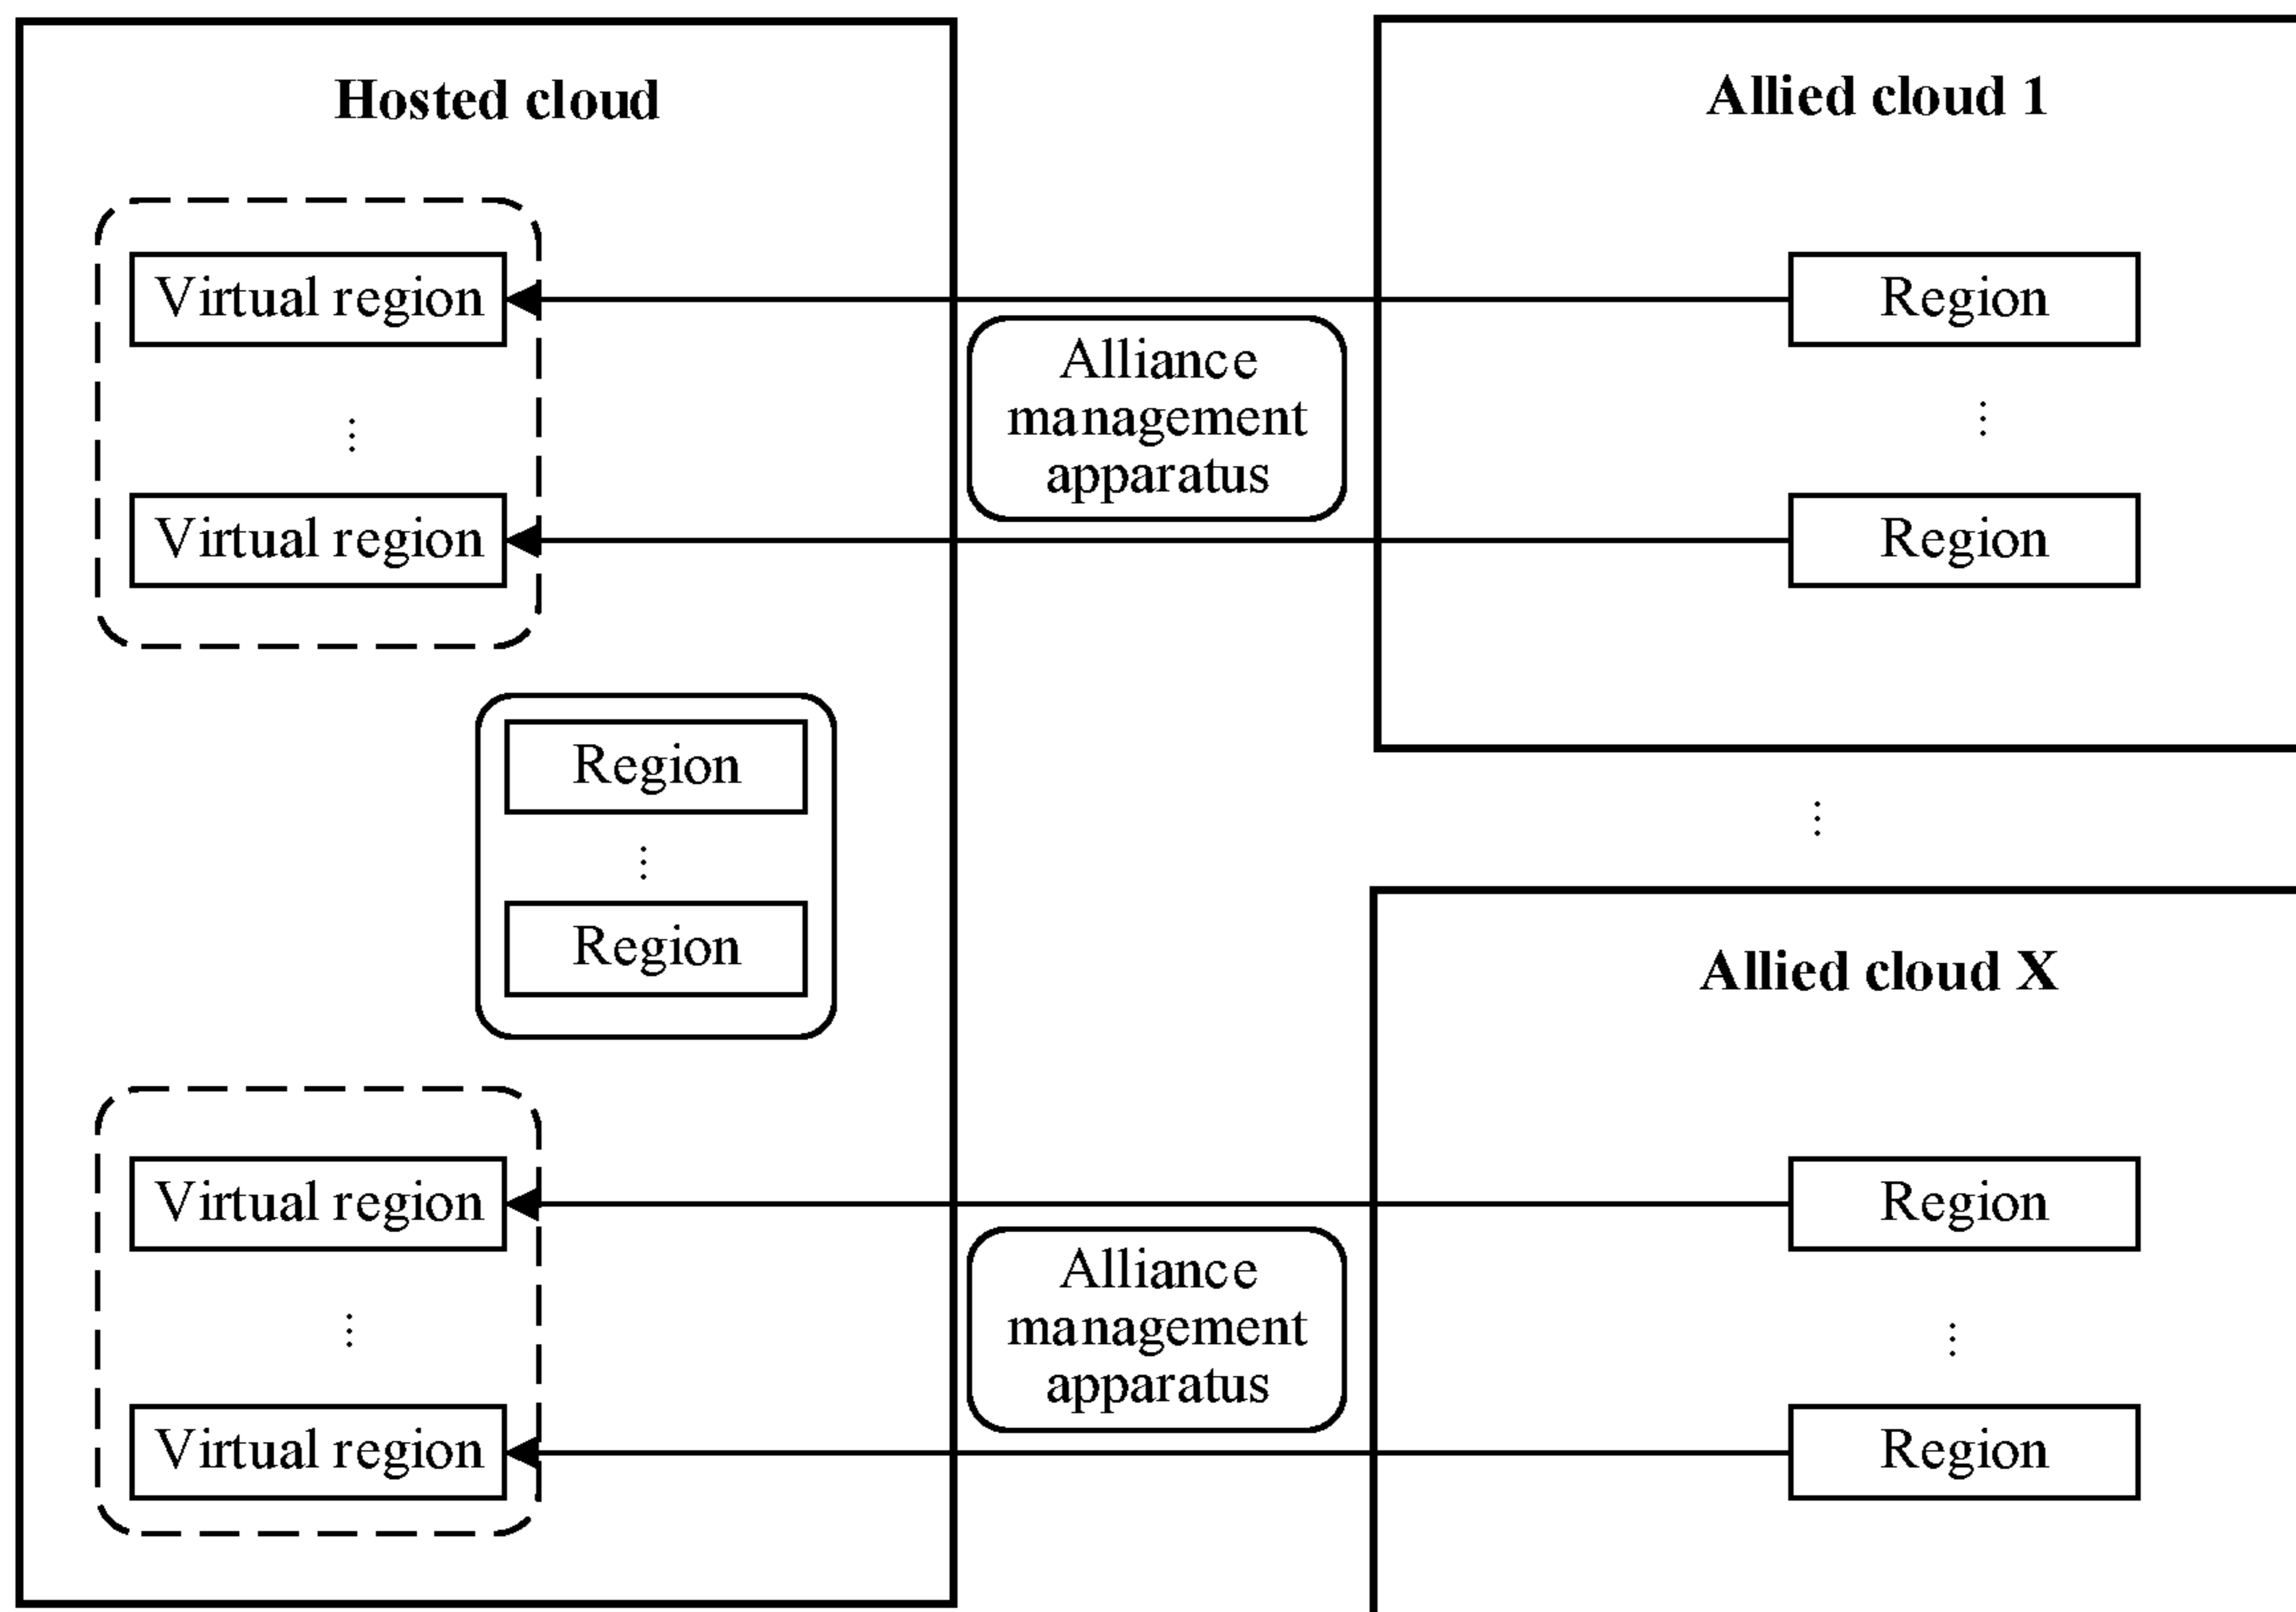 Hosted cloud
Virtual region
⋮
Virtual region
Region
⋮
Region
Virtual region
⋮
Virtual region
Alliance
management
apparatus
Alliance
management
apparatus
Allied cloud 1
Region
⋮
Region
⋮
Allied cloud X
Region
⋮
Region